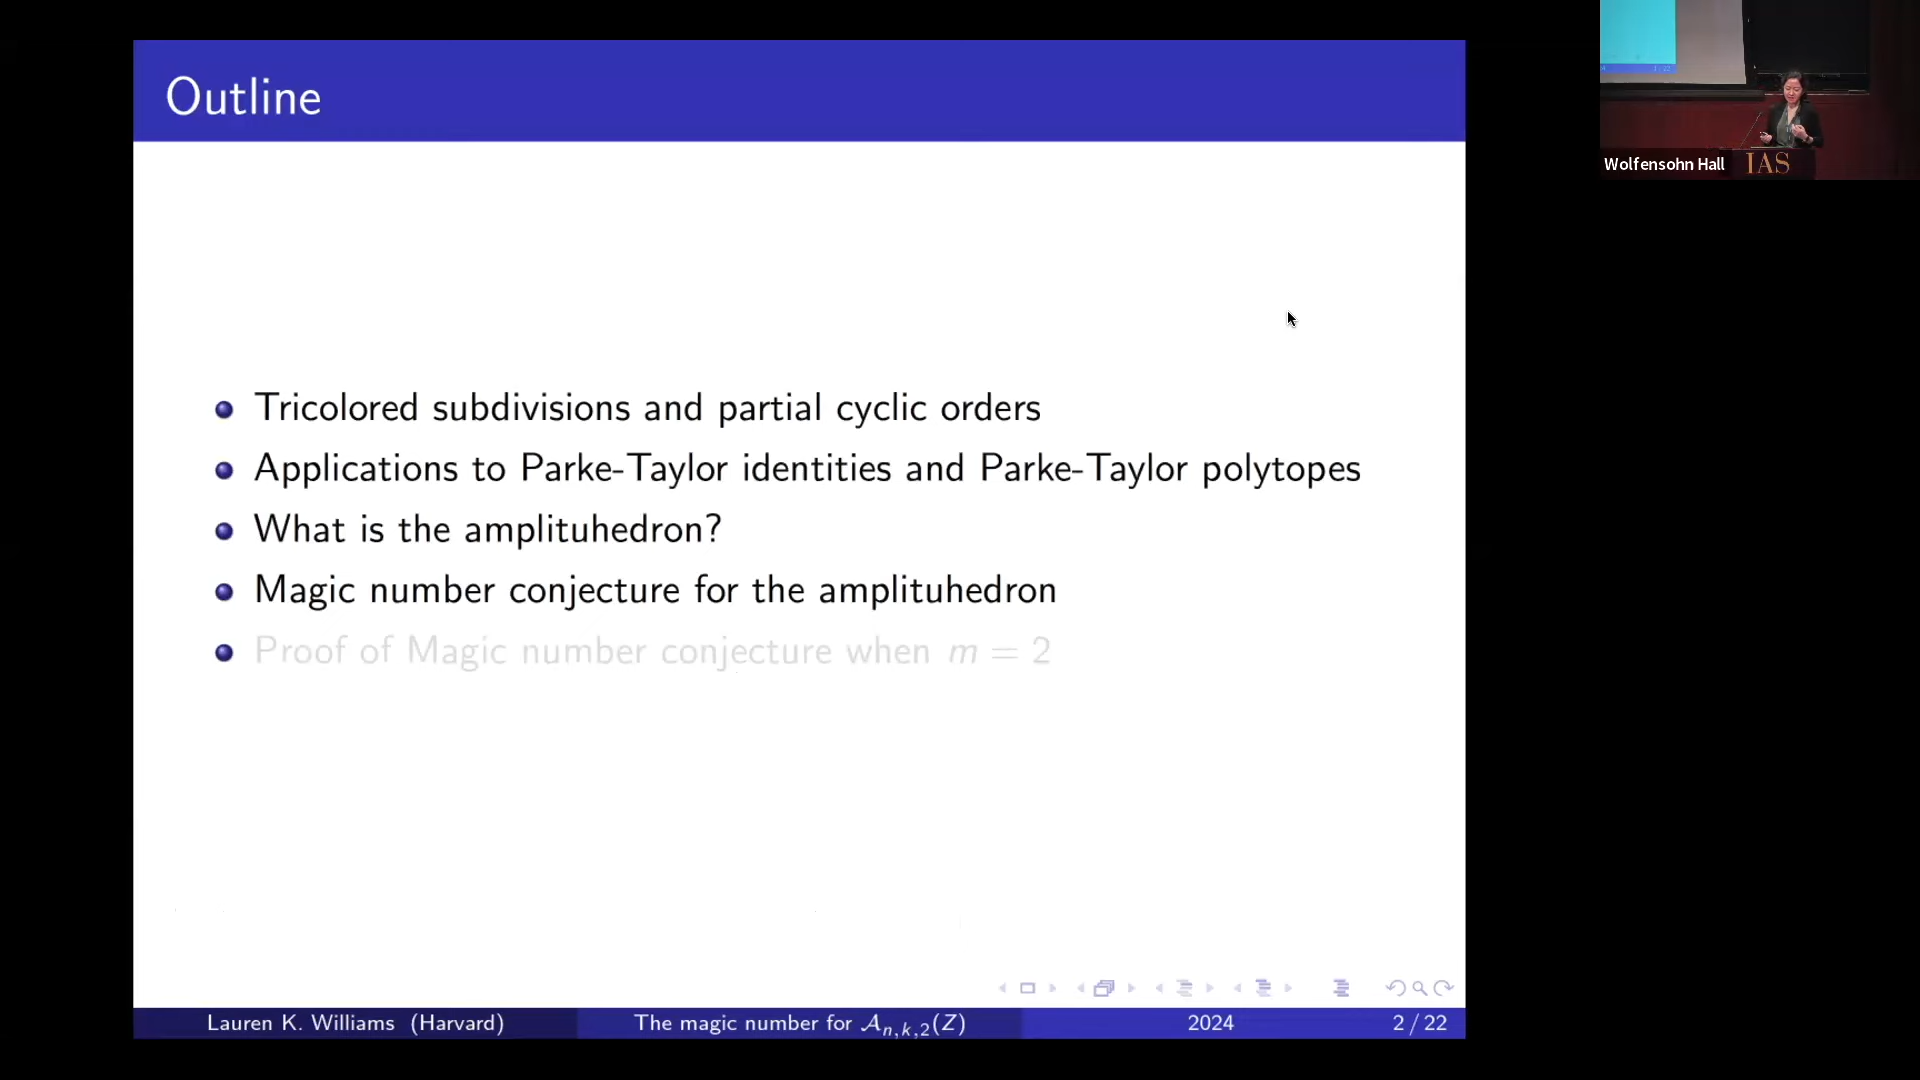 Outline
Tricolored subdivisions and partial cyclic orders
Applications to Parke-Taylor identities and Parke-Taylor polytopes
What is the amplituhedron?
Magic number conjecture for the amplituhedron
Proof of Magic number conjecture when m = 2
Lauren K. Williams (Harvard) The magic number for 𝒜n,k,2(Z) 2024 2 / 22
Wolfensohn Hall
IAS